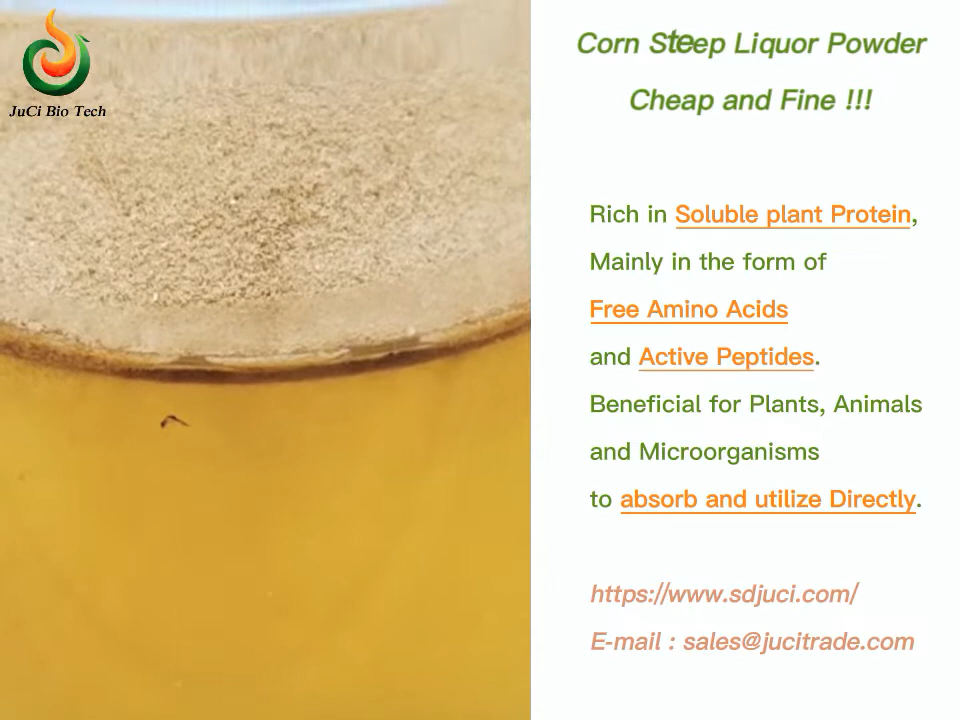 JuCi Bio Tech
Corn Steep Liquor Powder
Cheap and Fine !!!
Rich in Soluble plant Protein,
Mainly in the form of
Free Amino Acids
and Active Peptides.
Beneficial for Plants, Animals
and Microorganisms
to absorb and utilize Directly.
https://www.sdjuci.com/
E-mail : sales@jucitrade.com